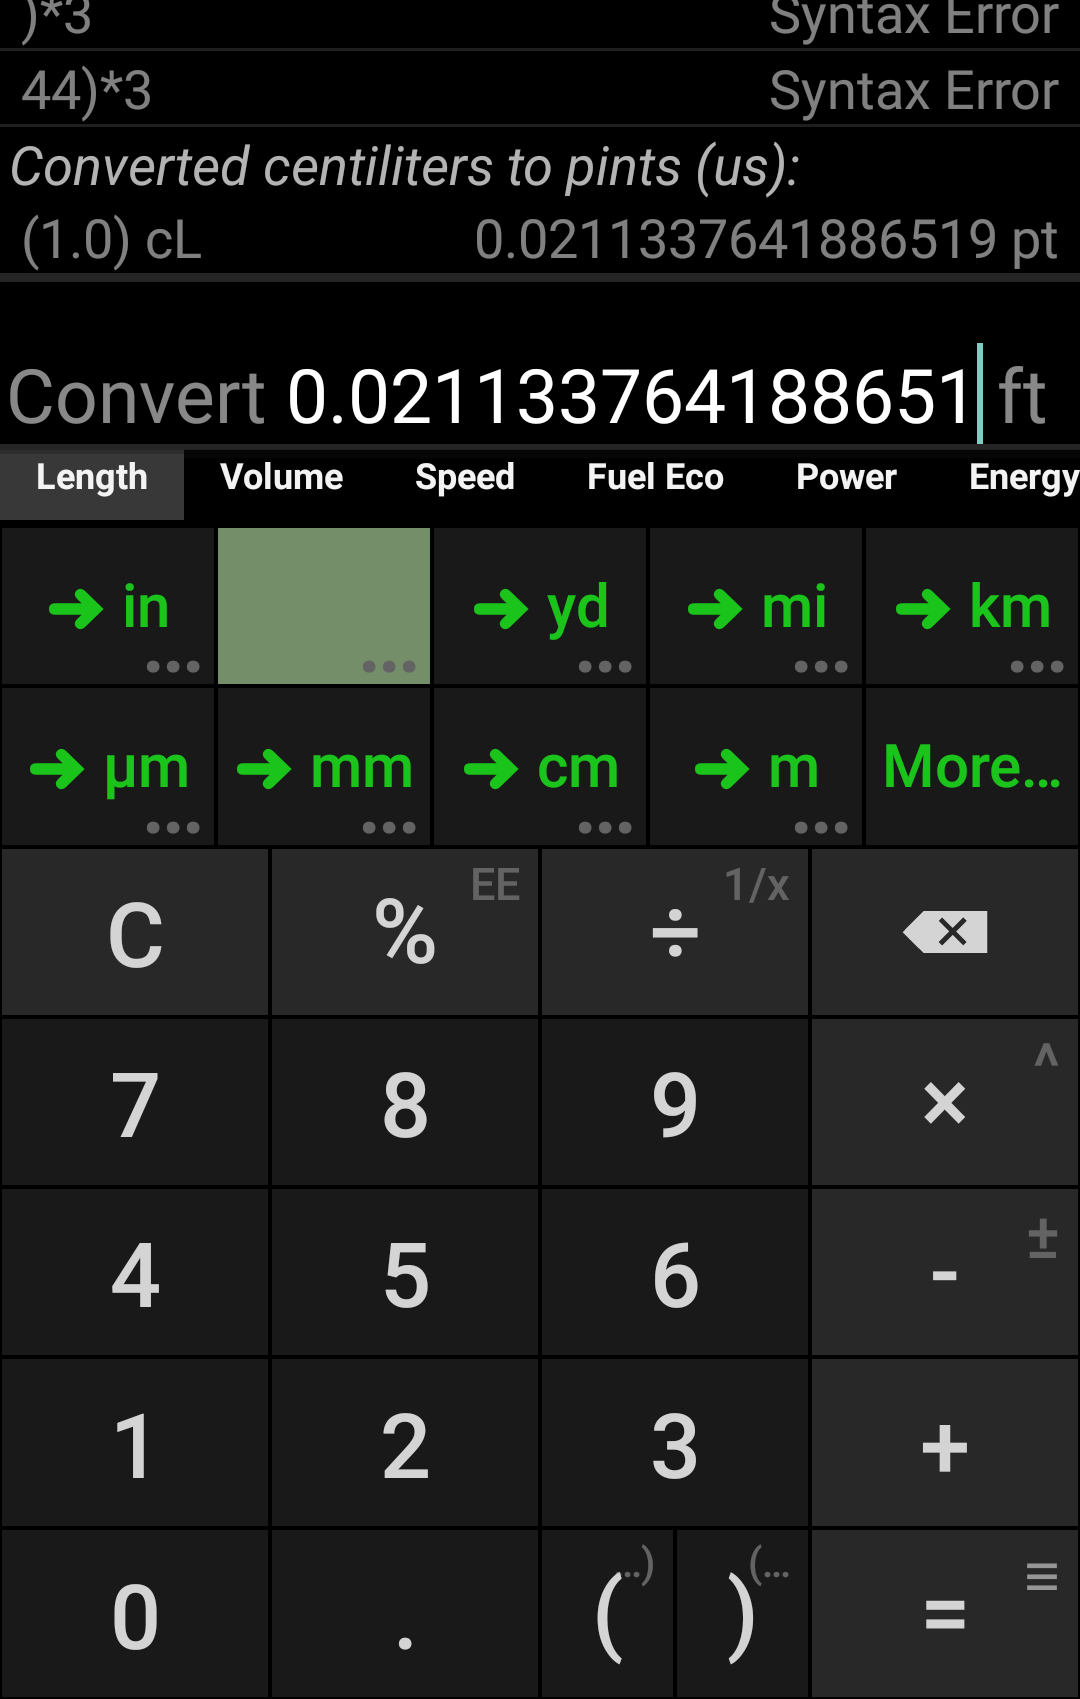 )*3 Syntax Error
44)*3 Syntax Error
Converted centiliters to pints (us):
(1.0) cL 0.0211337641886519 pt
Convert 0.021133764188651 ft
Length Volume Speed Fuel Eco Power Energy
➔ in ➔ yd ➔ mi ➔ km
➔ µm ➔ mm ➔ cm ➔ m More...
C % EE ÷ 1/x
7 8 9 × ^
4 5 6 - ±
1 2 3 +
0 . ( ..) ) (... = ≡